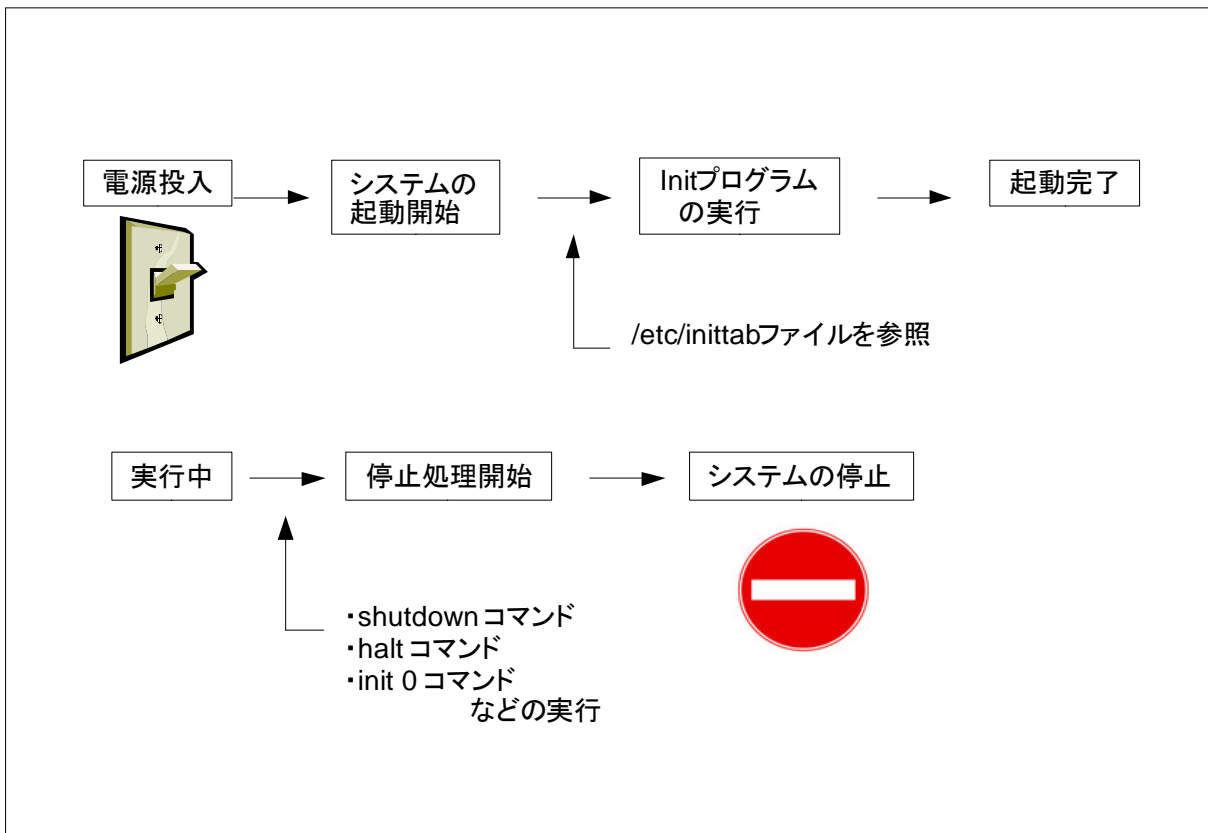 電源投入
システムの
起動開始
Initプログラム
の実行
起動完了
/etc/inittabファイルを参照
実行中
停止処理開始
システムの停止
・shutdown コマンド
・halt コマンド
・init 0 コマンド
などの実行